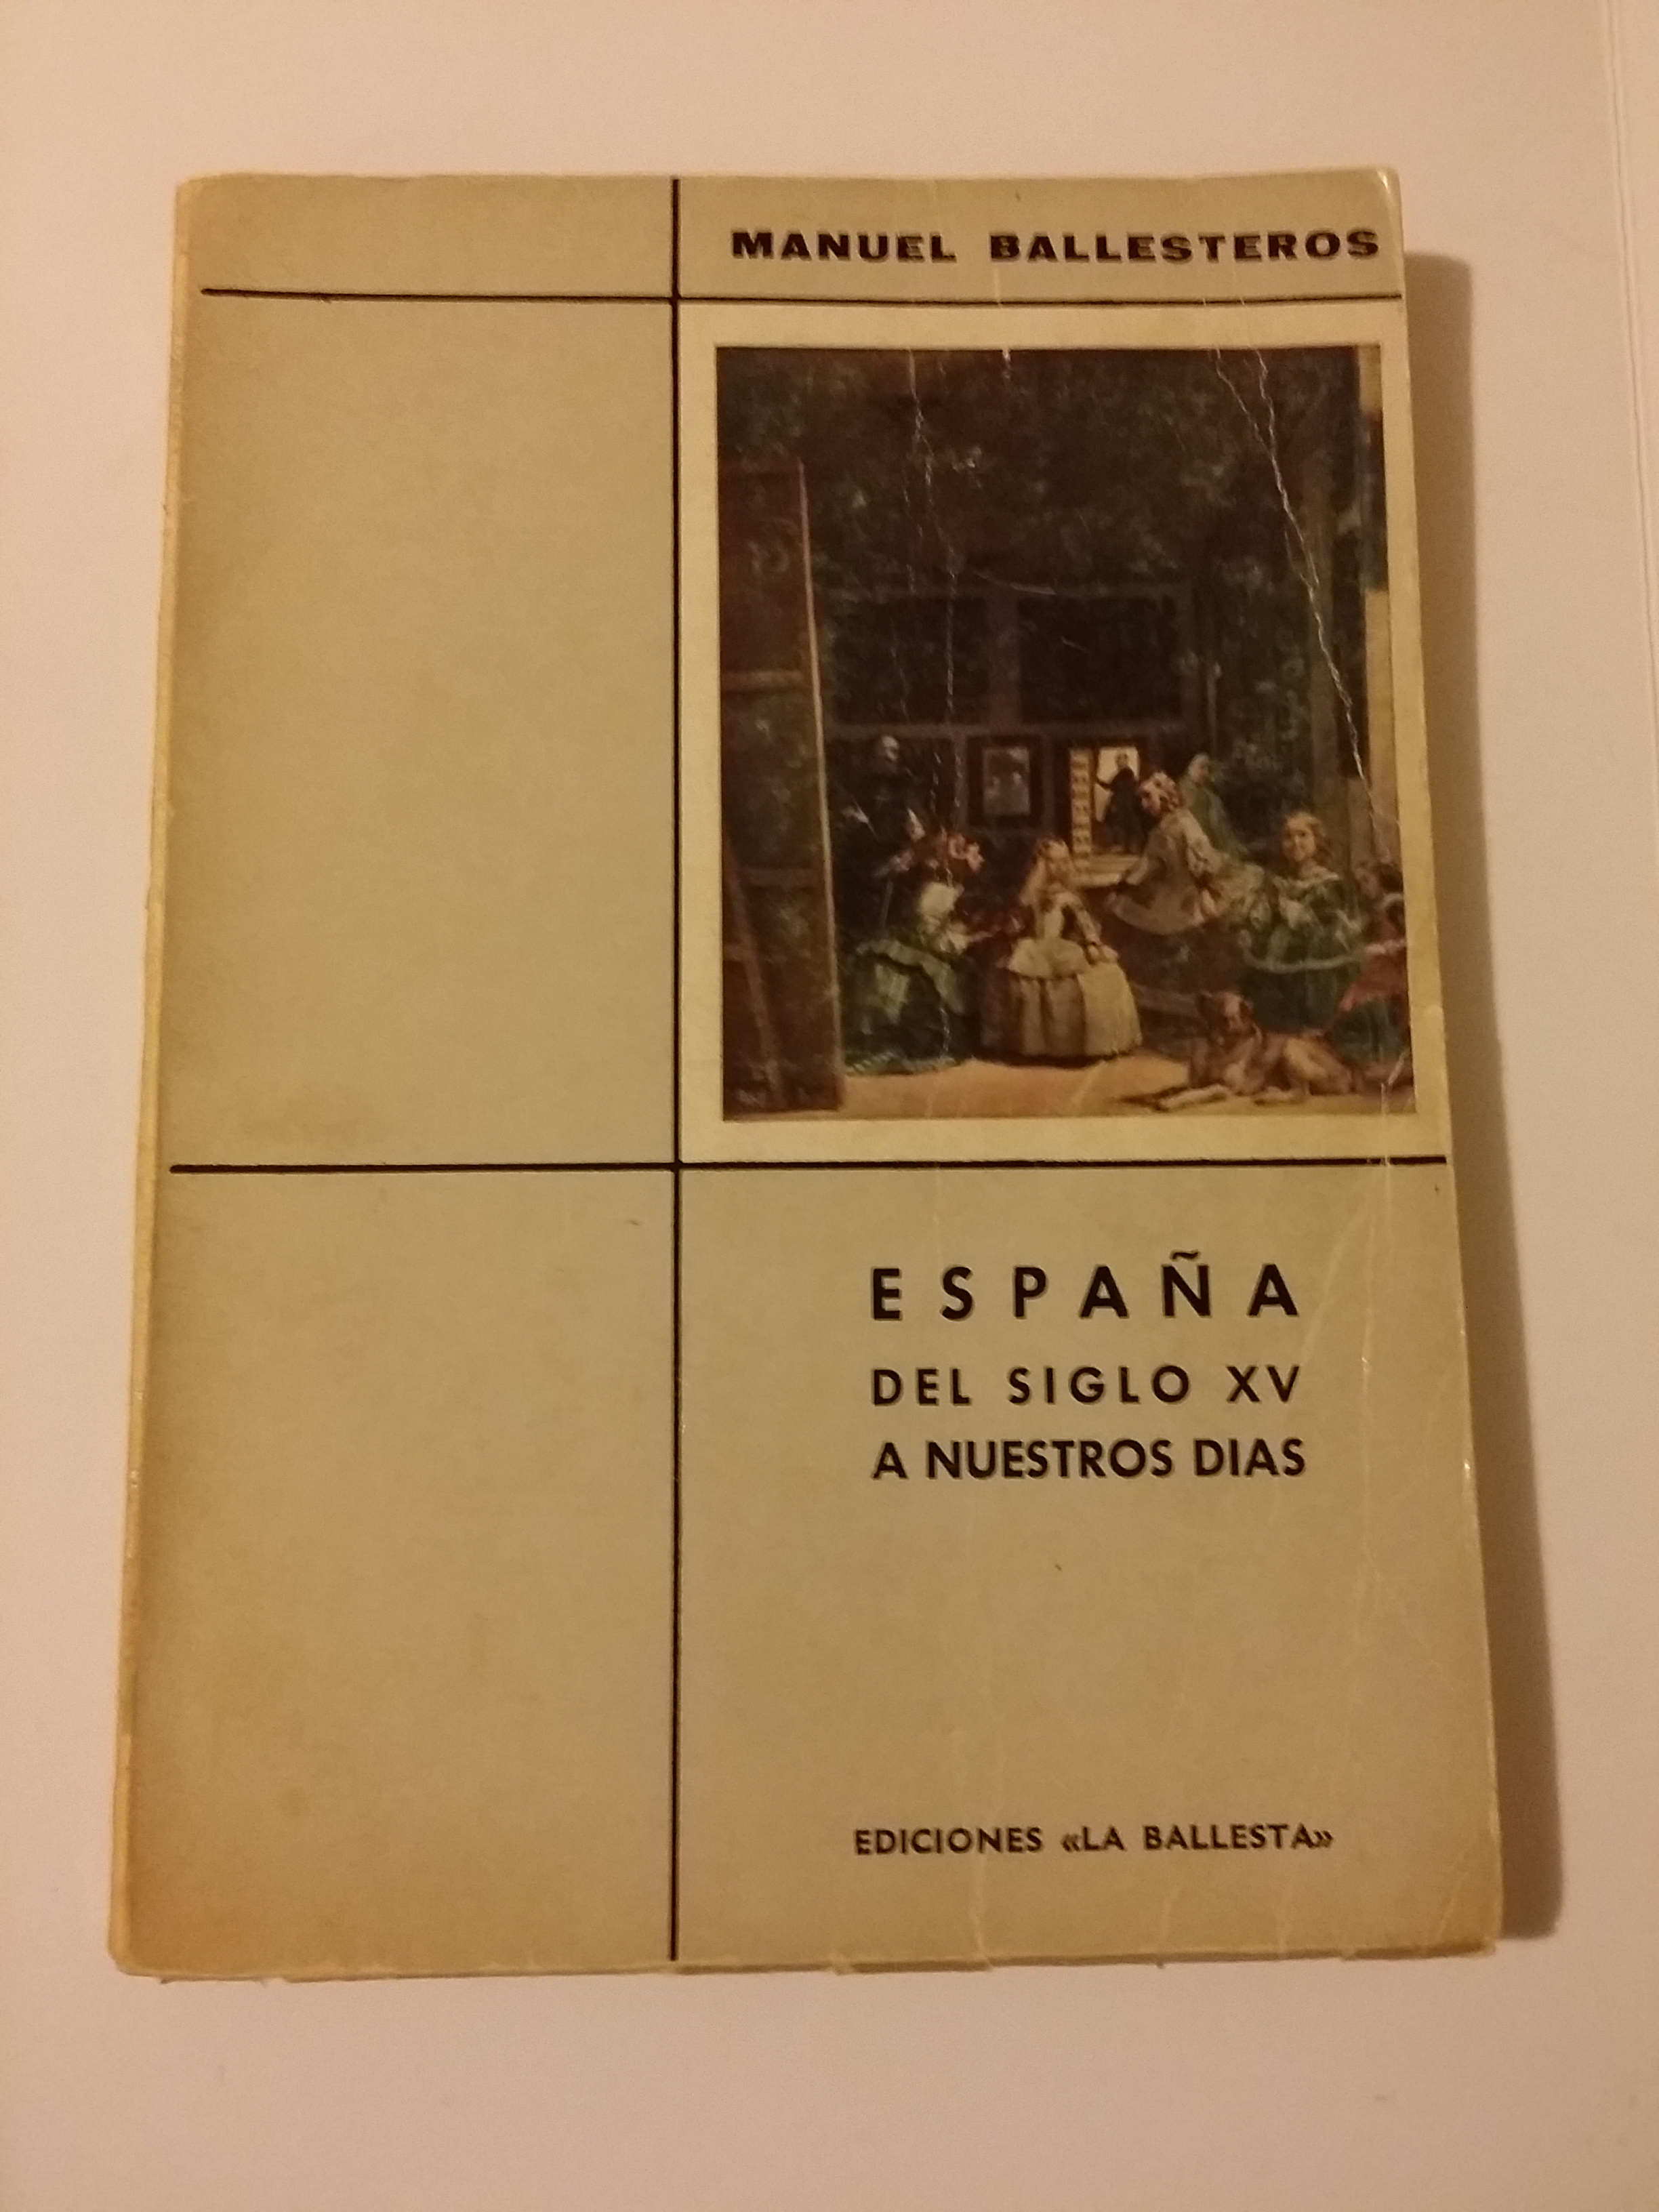 MANUEL BALLESTEROS
ESPAÑA
DEL SIGLO XV
A NUESTROS DIAS
EDICIONES «LA BALLESTA»